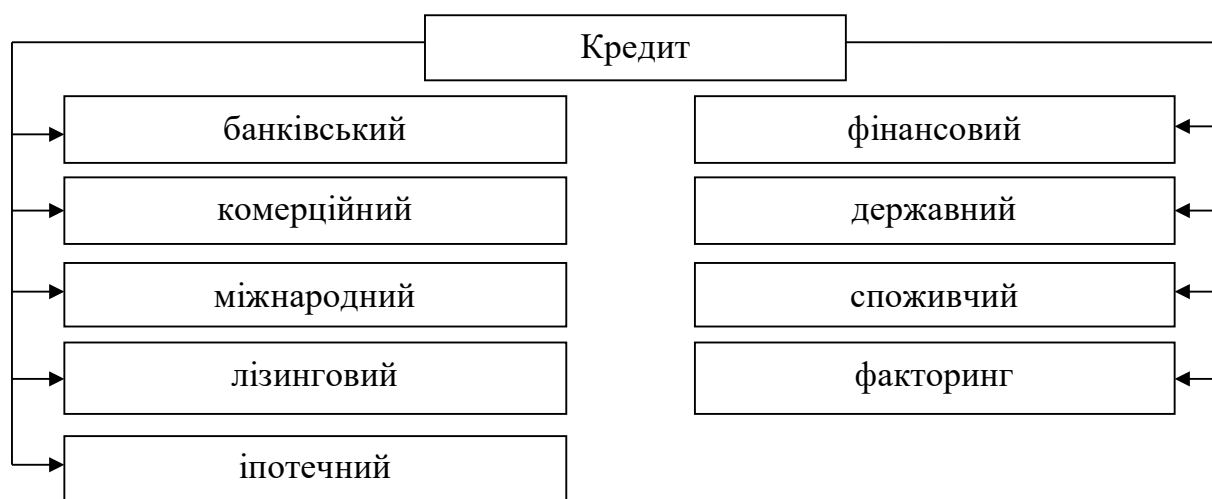 Кредит
банківський
фінансовий
комерційний
державний
міжнародний
споживчий
лізинговий
факторинг
іпотечний